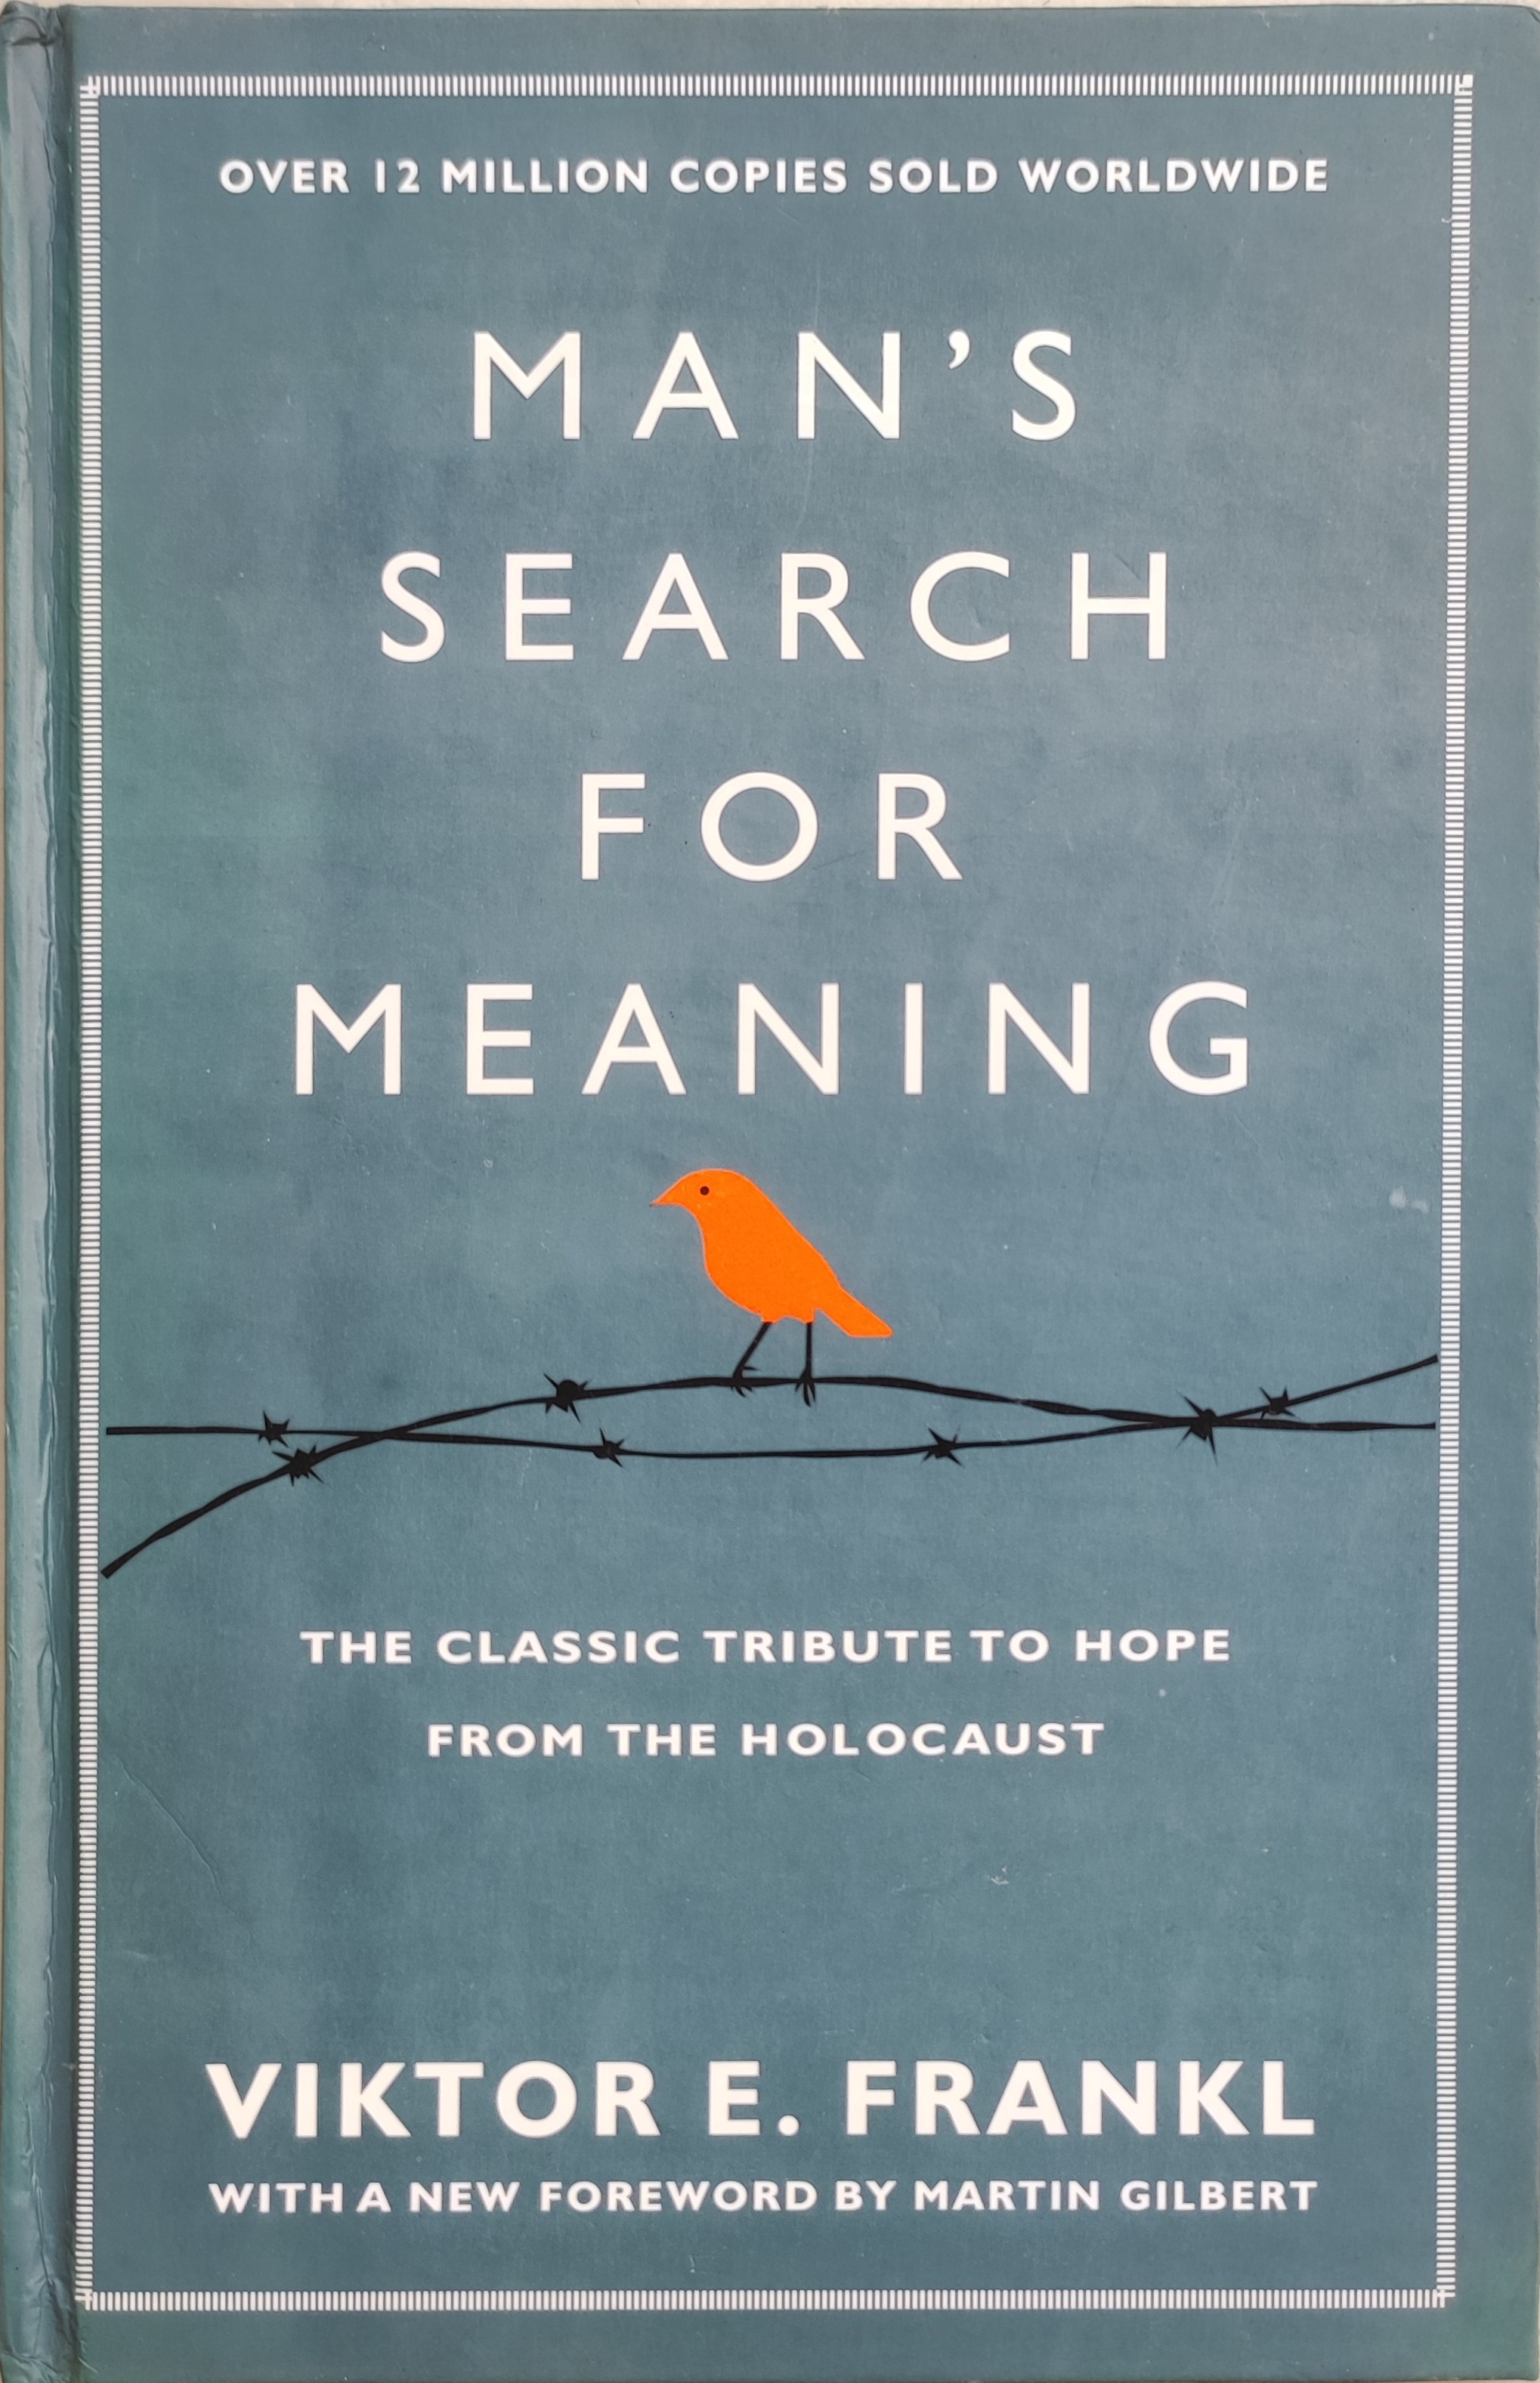 OVER 12 MILLION COPIES SOLD WORLDWIDE
MAN'S
SEARCH
FOR
MEANING
THE CLASSIC TRIBUTE TO HOPE
FROM THE HOLOCAUST
VIKTOR E. FRANKL
WITH A NEW FOREWORD BY MARTIN GILBERT